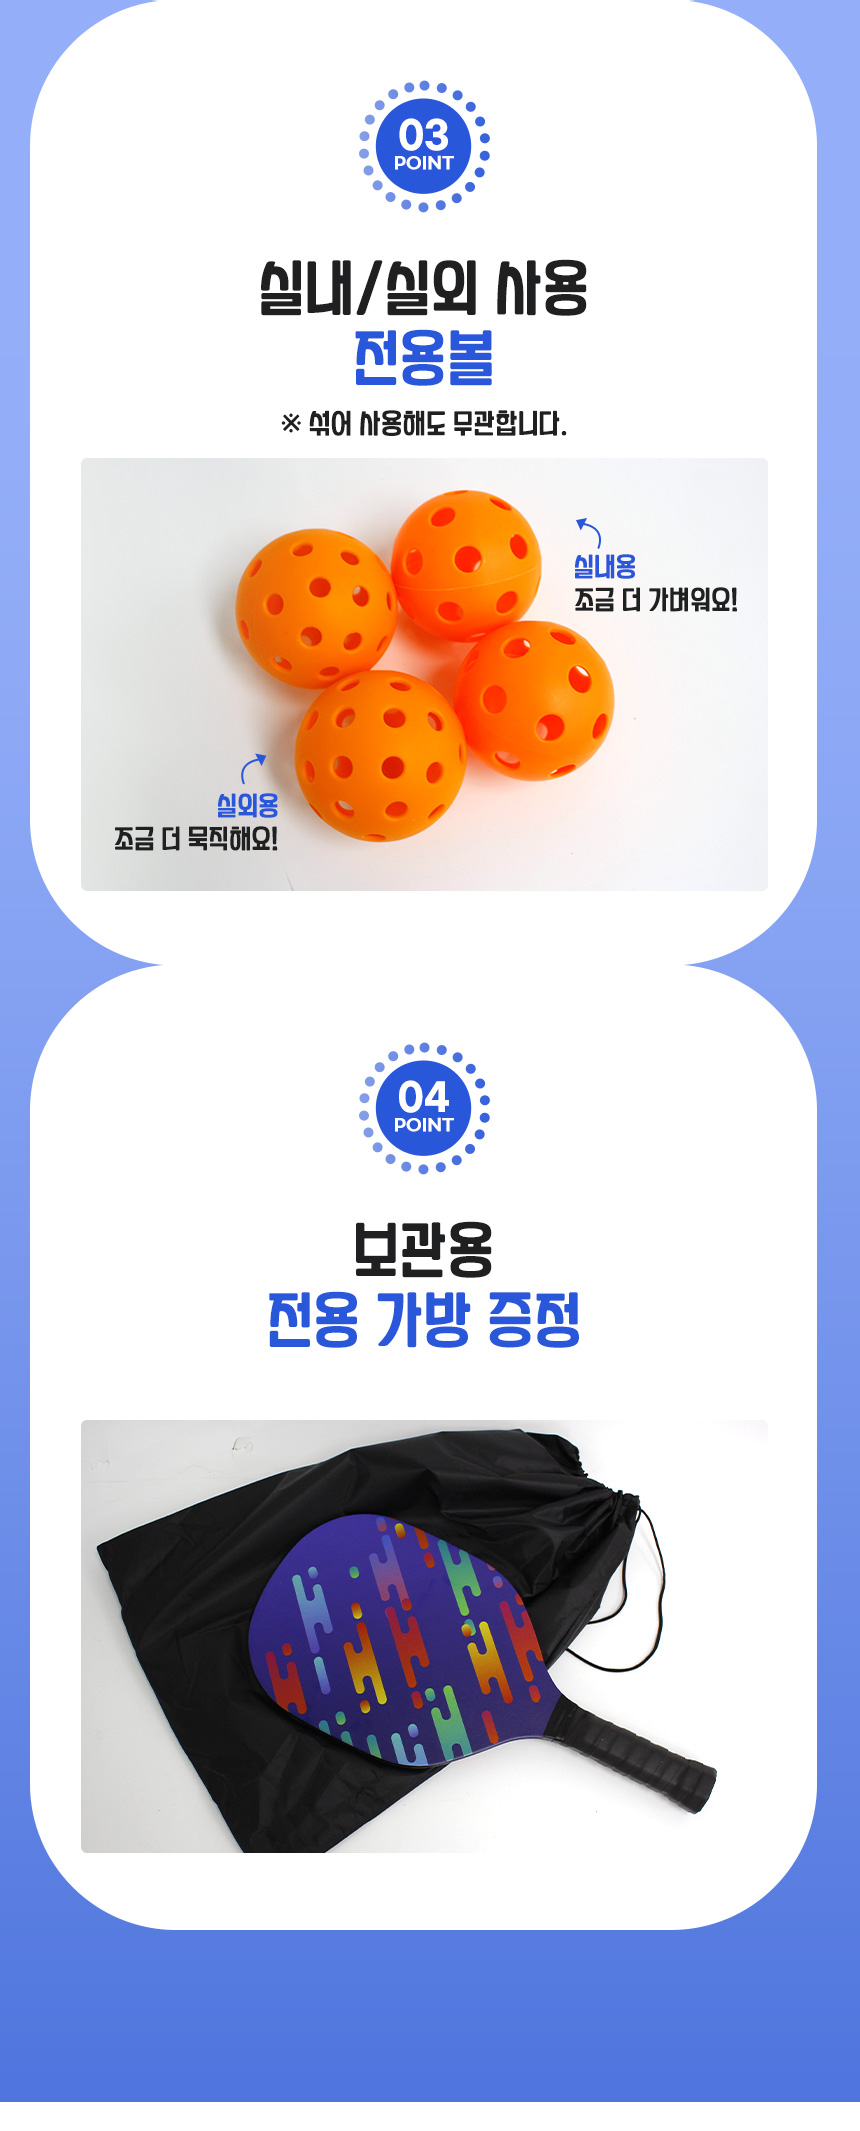 03
POINT
실내/실외 사용
전용볼
※ 섞어 사용해도 무관합니다.
실내용
조금 더 가벼워요!
실외용
조금 더 묵직해요!
04
POINT
보관용
전용 가방 증정